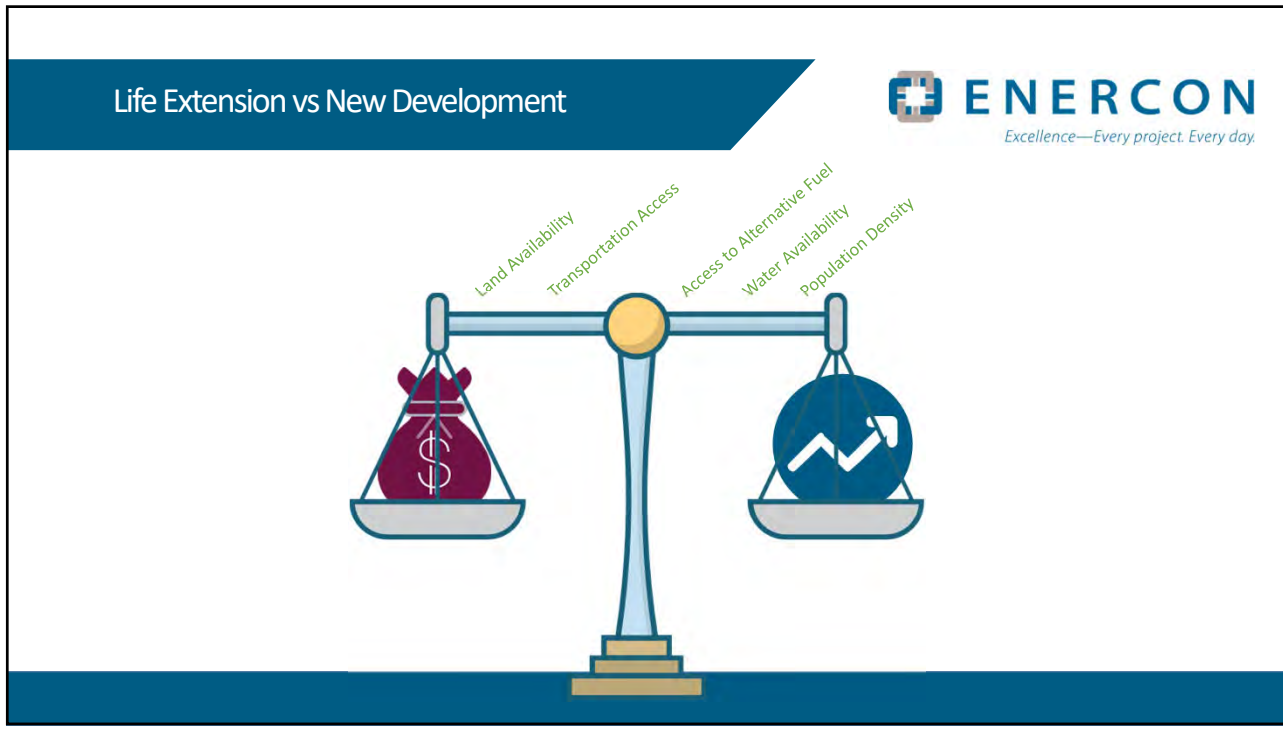 Life Extension vs New Development
ENERCON
Excellence—Every project. Every day.
Land Availability
Transportation Access
Access to Alternative Fuel
Water Availability
Population Density
$